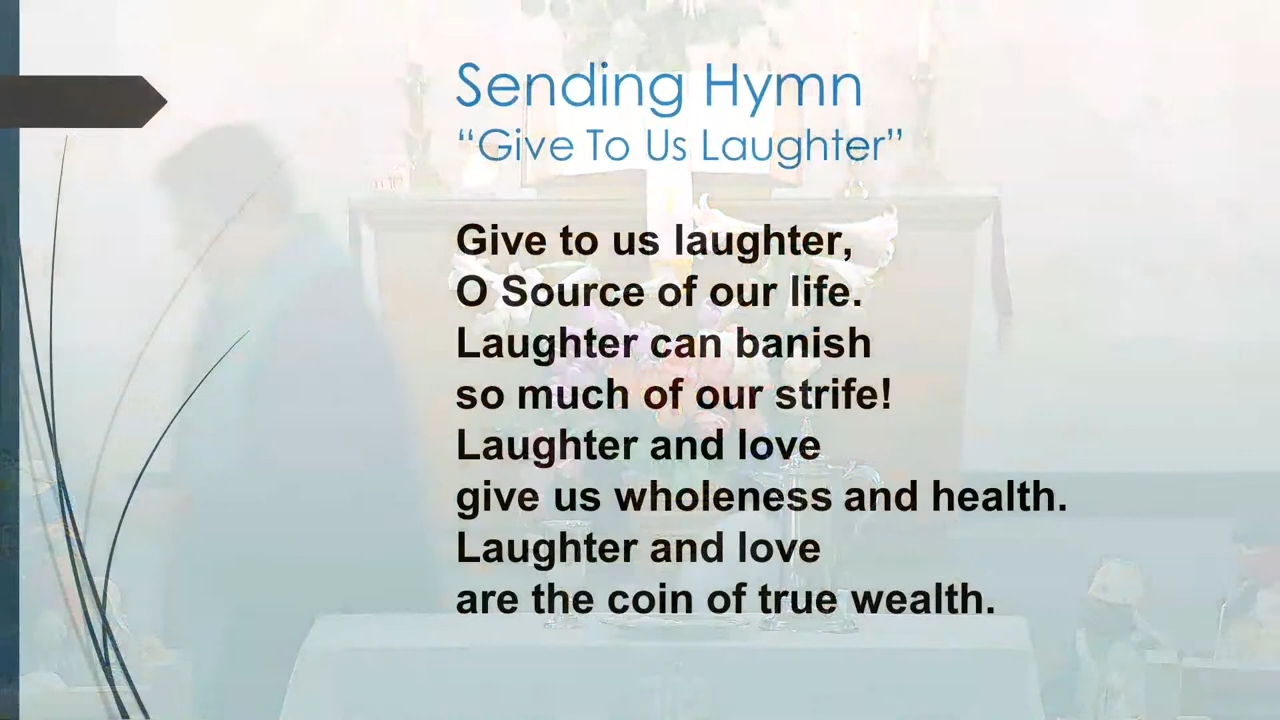 Sending Hymn
“Give To Us Laughter”
Give to us laughter,
O Source of our life.
Laughter can banish
so much of our strife!
Laughter and love
give us wholeness and health.
Laughter and love
are the coin of true wealth.